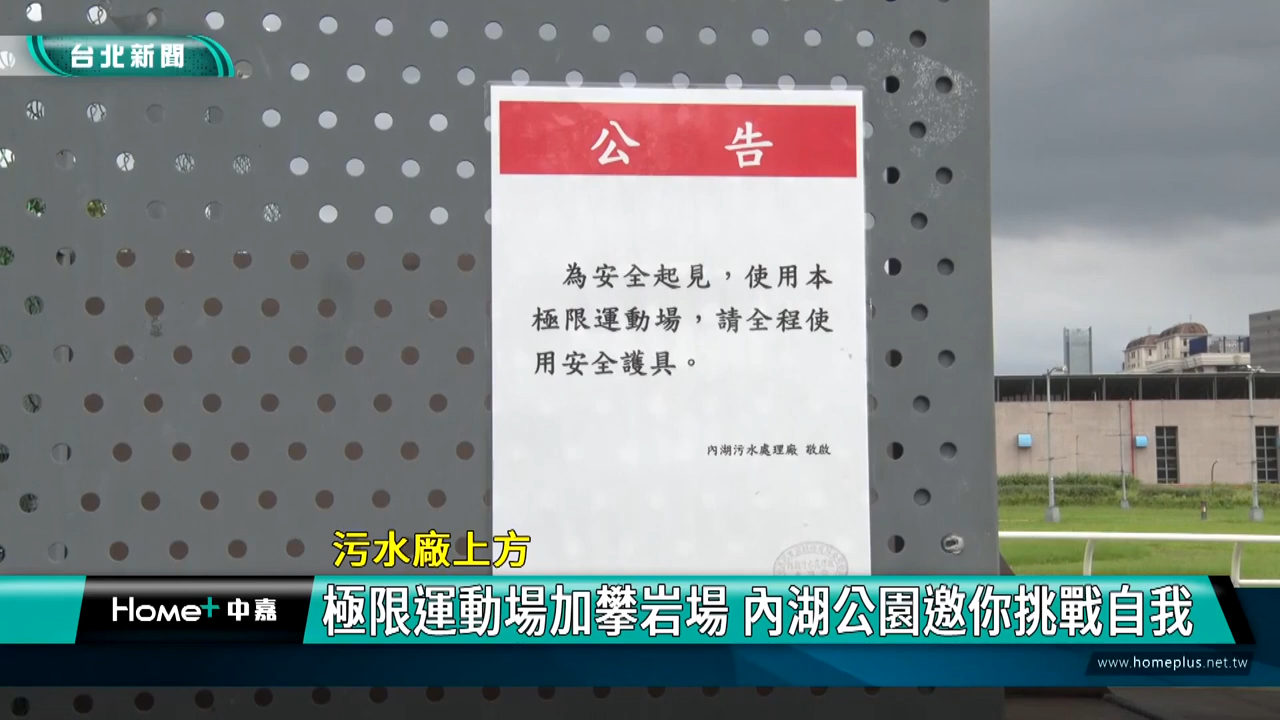 台北新聞
公告
為安全起見，使用本
極限運動場，請全程使
用安全護具。
內湖污水處理廠 敬啟
污水廠上方
Home+ 中嘉
極限運動場加攀岩場 內湖公園邀你挑戰自我
www.homeplus.net.tw